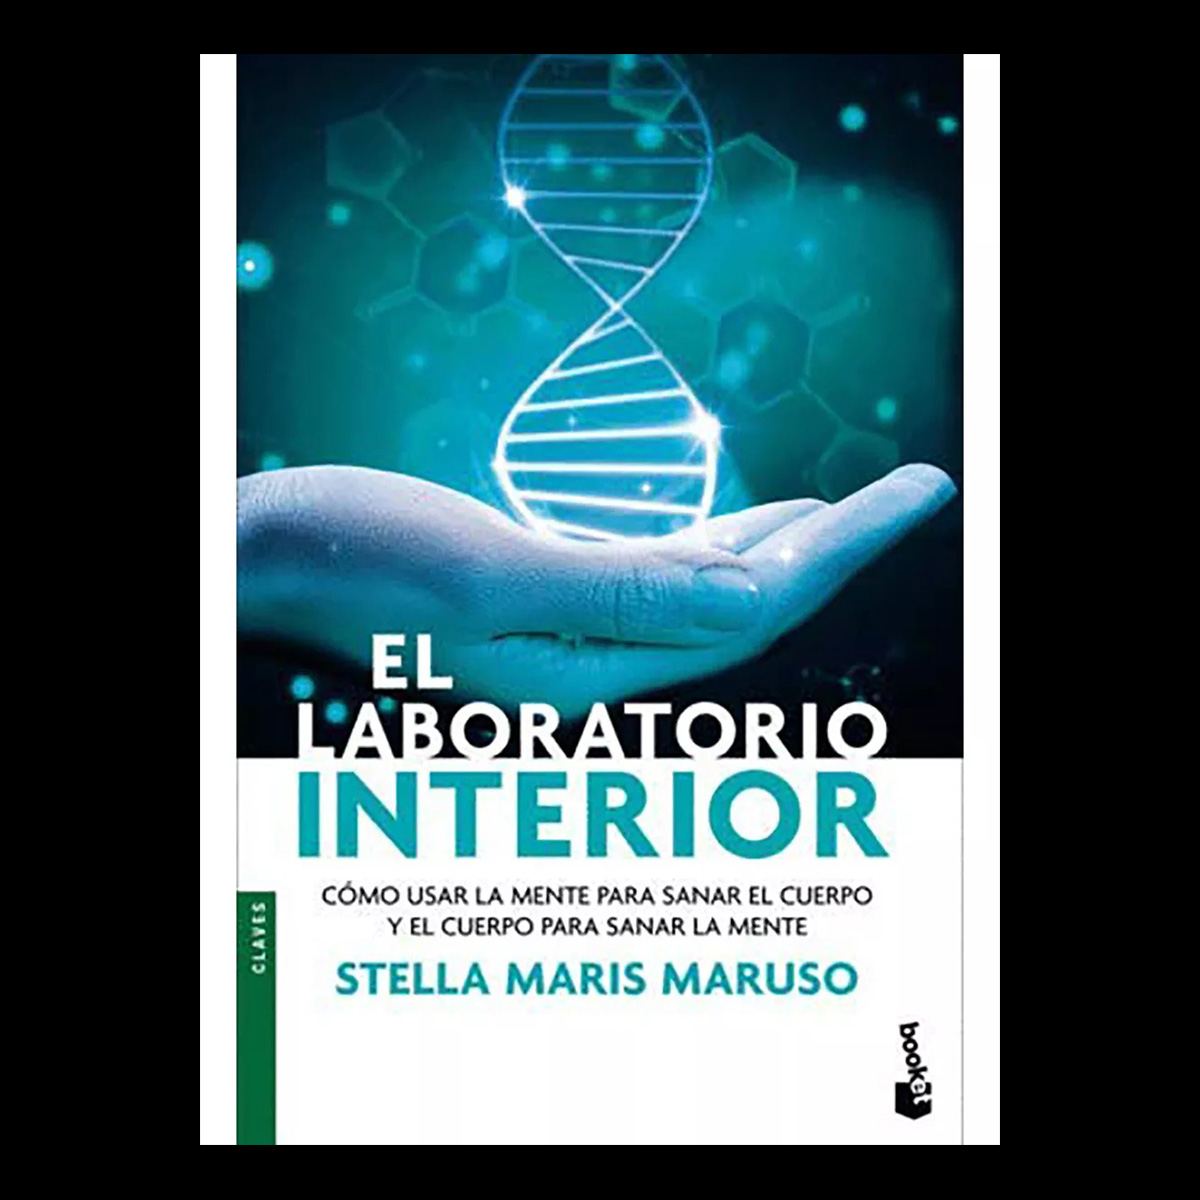 EL
LABORATORIO
INTERIOR
CÓMO USAR LA MENTE PARA SANAR EL CUERPO
Y EL CUERPO PARA SANAR LA MENTE
STELLA MARIS MARUSO
CLAVES
booket